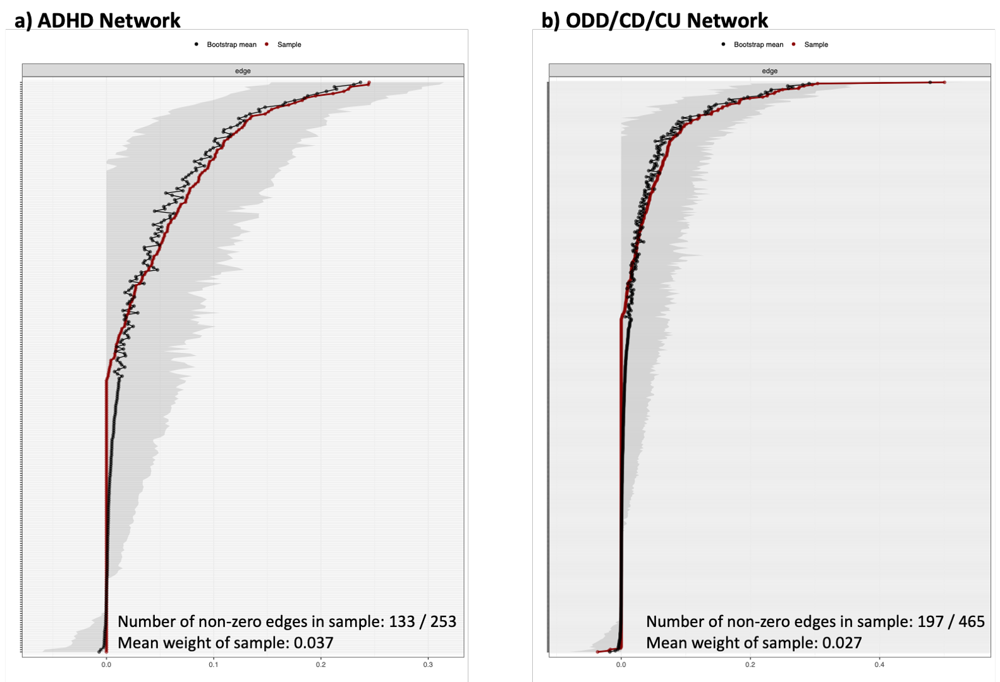 a) ADHD Network
Bootstrap mean Sample
edge
Number of non-zero edges in sample: 133 / 253
Mean weight of sample: 0.037
0.0 0.1 0.2 0.3
b) ODD/CD/CU Network
Bootstrap mean Sample
edge
Number of non-zero edges in sample: 197 / 465
Mean weight of sample: 0.027
0.0 0.2 0.4